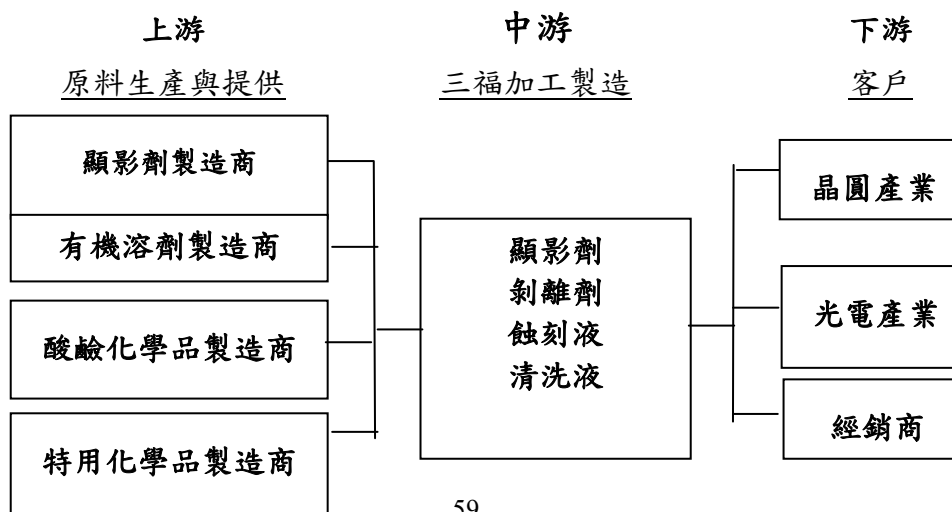 上游
原料生產與提供
顯影劑製造商
有機溶劑製造商
酸鹼化學品製造商
特用化學品製造商
中游
三福加工製造
顯影劑
剝離劑
蝕刻液
清洗液
下游
客戶
晶圓產業
光電產業
經銷商
59